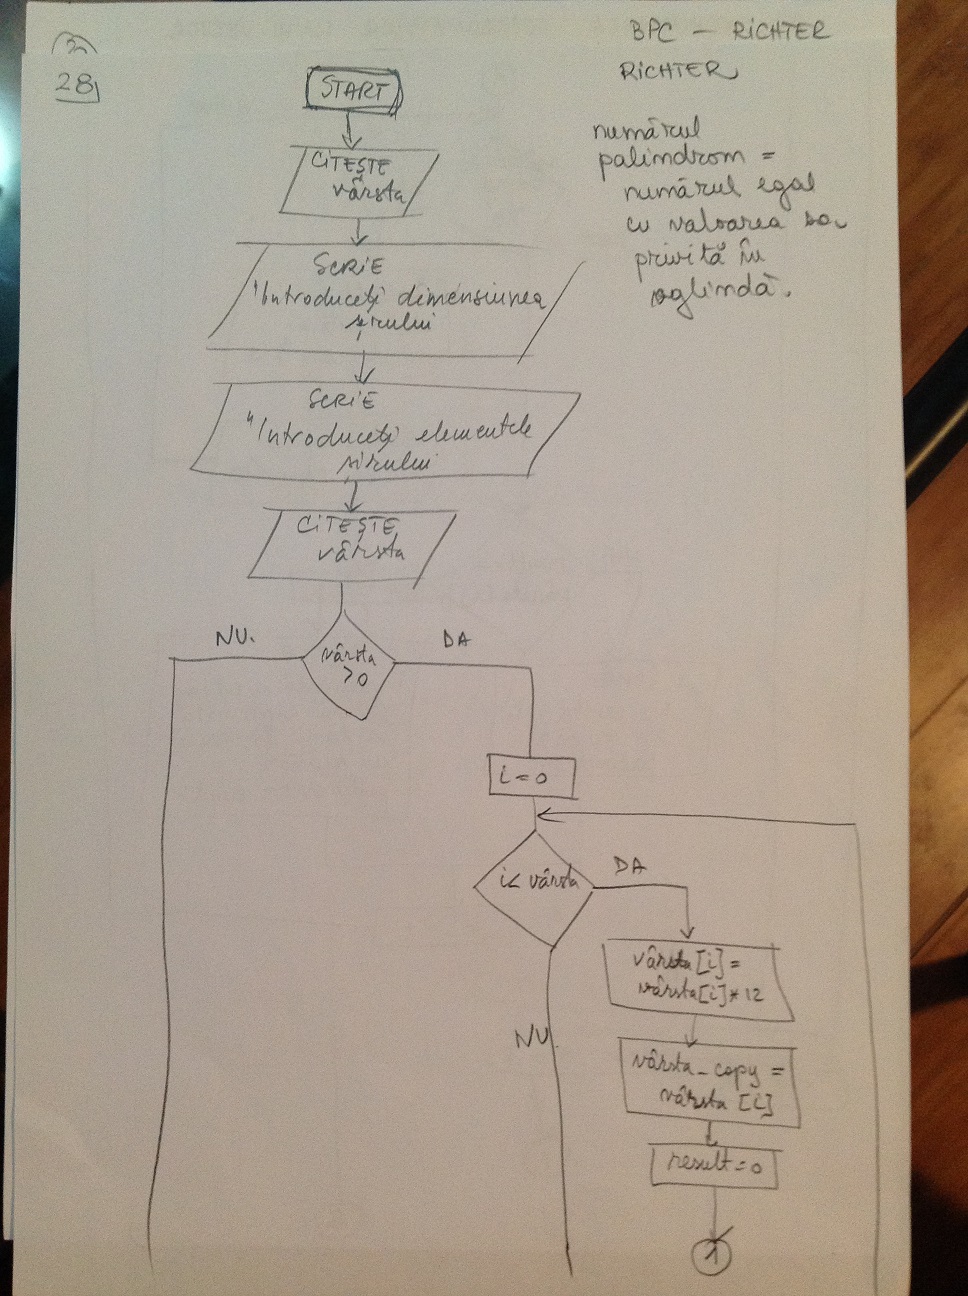 2
28
BPC – RICHTER
RICHTER
numărul
palindrom =
numărul egal
cu valoarea sa
privită în
oglindă.
START
CITEȘTE
vârsta
SCRIE
"Introduceți dimensiunea
șirului
SCRIE
"Introduceți elementele
șirului
CITEȘTE
vârsta
NU.
DA
vârsta
>0
i=0
i< vârsta
DA
vârsta[i] =
vârsta[i]*12
NU.
vârsta_copy =
vârsta [i]
result=0
1